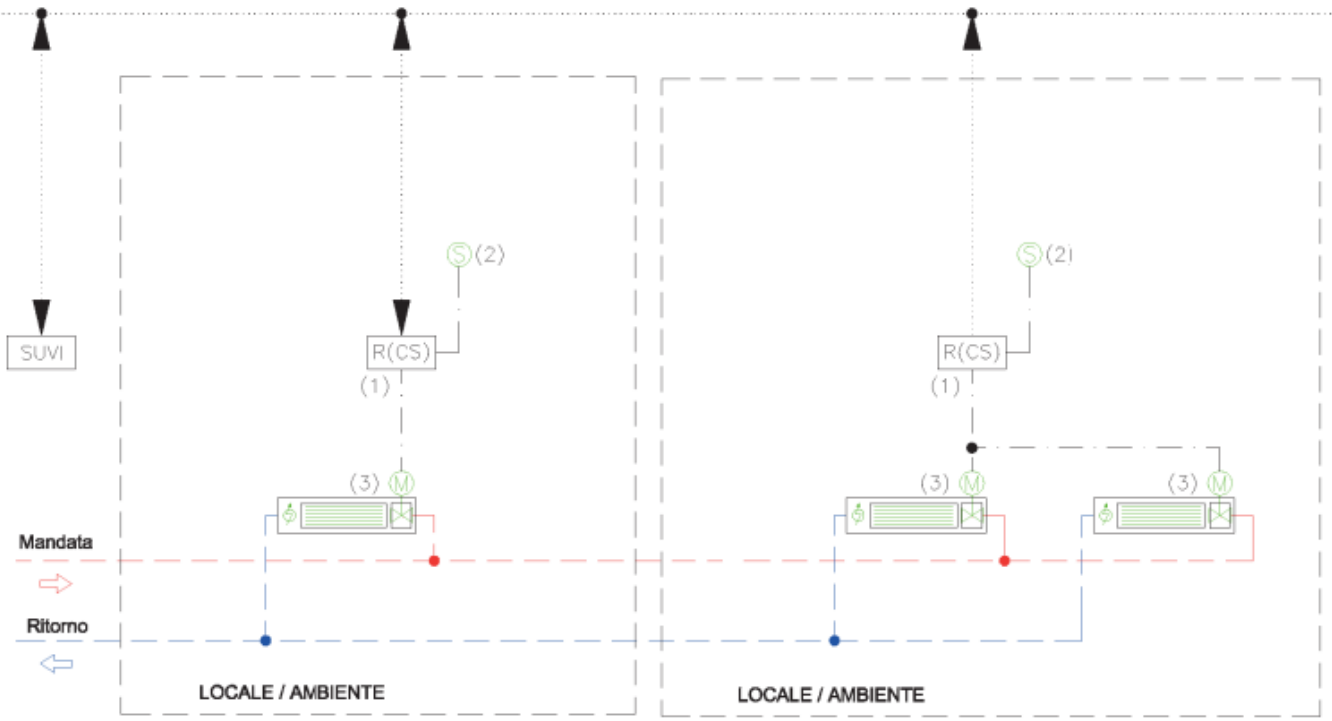 S (2)
S (2)
SUVI
R(CS)
R(CS)
(1)
(1)
(3) M
(3) M
(3) M
Mandata
Ritorno
LOCALE / AMBIENTE
LOCALE / AMBIENTE